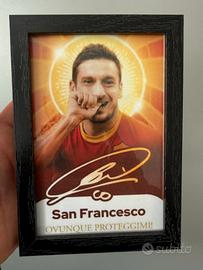 San Francesco
OVUNQUE PROTEGGIMI!
subito